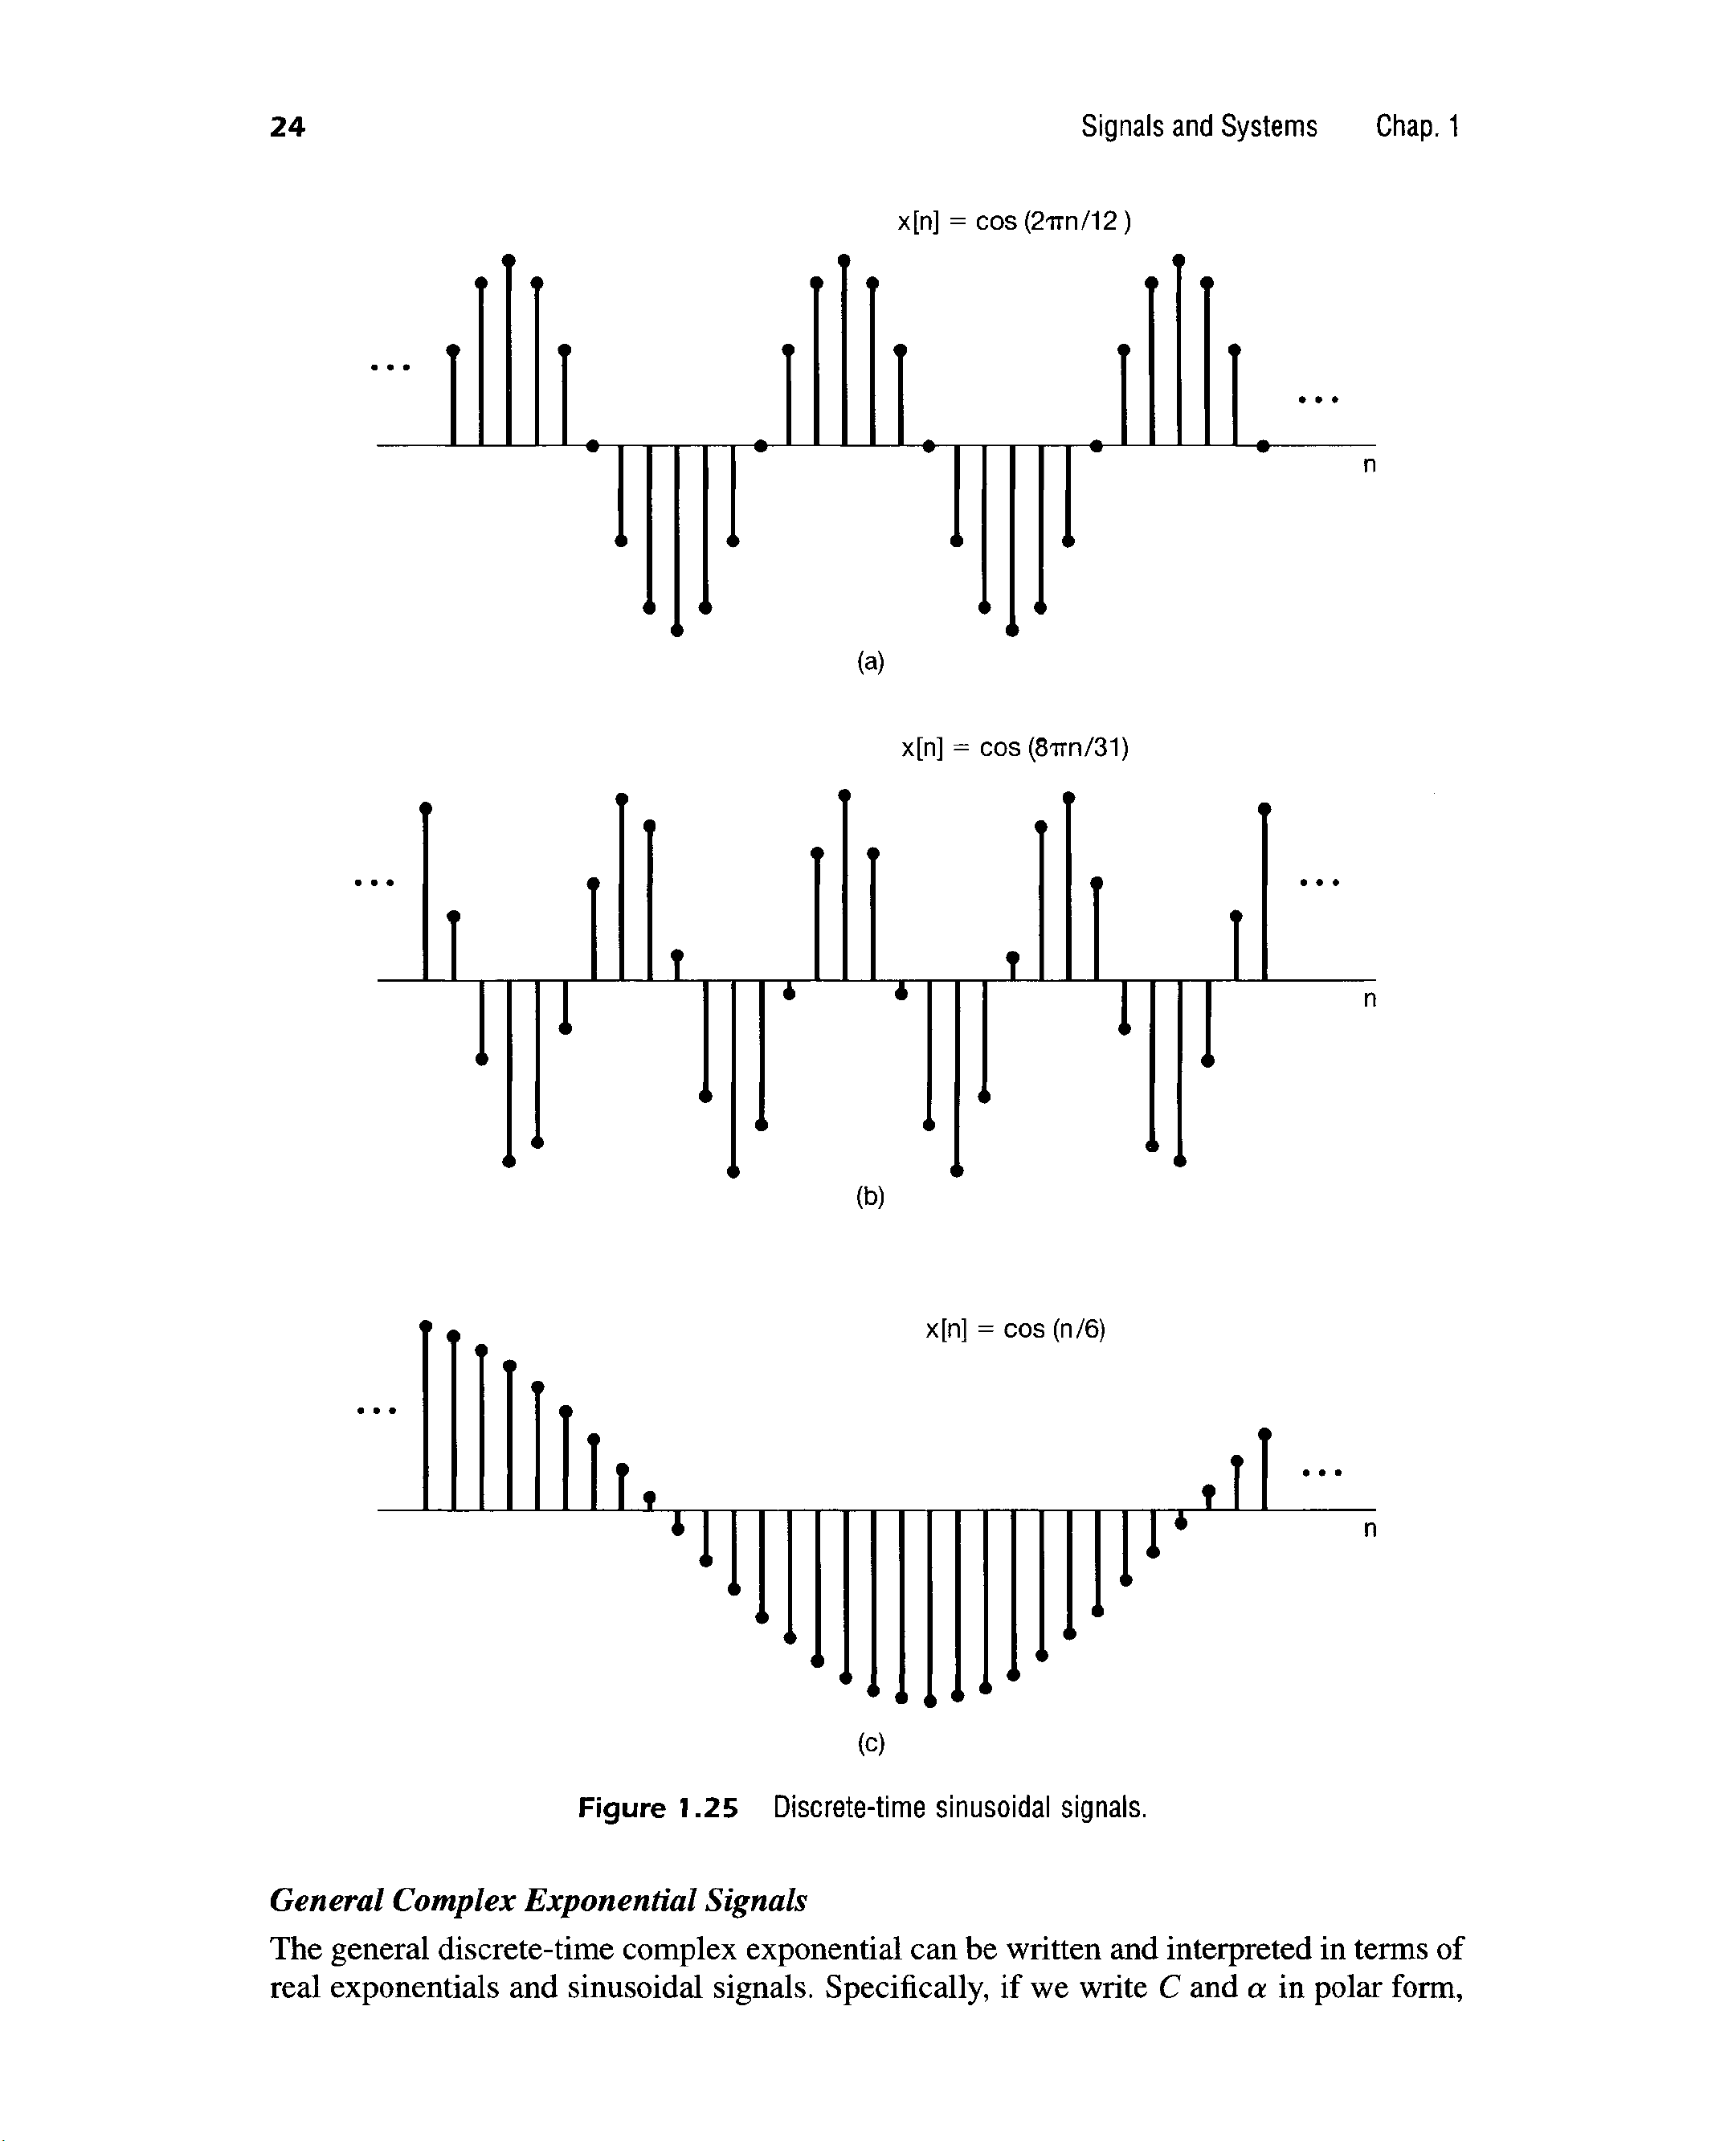 24 Signals and Systems Chap. 1
x[n] = cos (2πn/12 )
...
...
n
(a)
x[n] = cos (8πn/31)
...
...
n
(b)
x[n] = cos (n/6)
...
...
n
(c)
Figure 1.25 Discrete-time sinusoidal signals.
General Complex Exponential Signals
The general discrete-time complex exponential can be written and interpreted in terms of
real exponentials and sinusoidal signals. Specifically, if we write C and α in polar form,